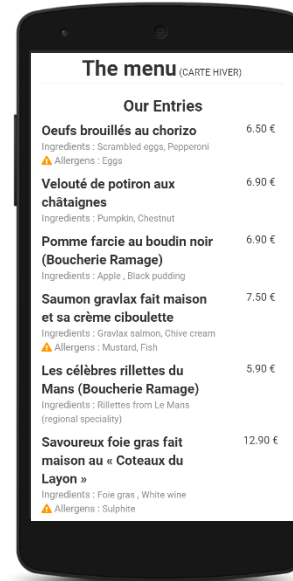 The menu (CARTE HIVER)
Our Entries
Oeufs brouillés au chorizo 6.50 €
Ingredients : Scrambled eggs, Pepperoni
Allergens : Eggs
Velouté de potiron aux 6.90 €
châtaignes
Ingredients : Pumpkin, Chestnut
Pomme farcie au boudin noir 6.90 €
(Boucherie Ramage)
Ingredients : Apple , Black pudding
Saumon gravlax fait maison 7.50 €
et sa crème ciboulette
Ingredients : Gravlax salmon, Chive cream
Allergens : Mustard, Fish
Les célèbres rillettes du 5.90 €
Mans (Boucherie Ramage)
Ingredients : Rillettes from Le Mans
(regional speciality)
Savoureux foie gras fait 12.90 €
maison au « Coteaux du
Layon »
Ingredients : Foie gras , White wine
Allergens : Sulphite